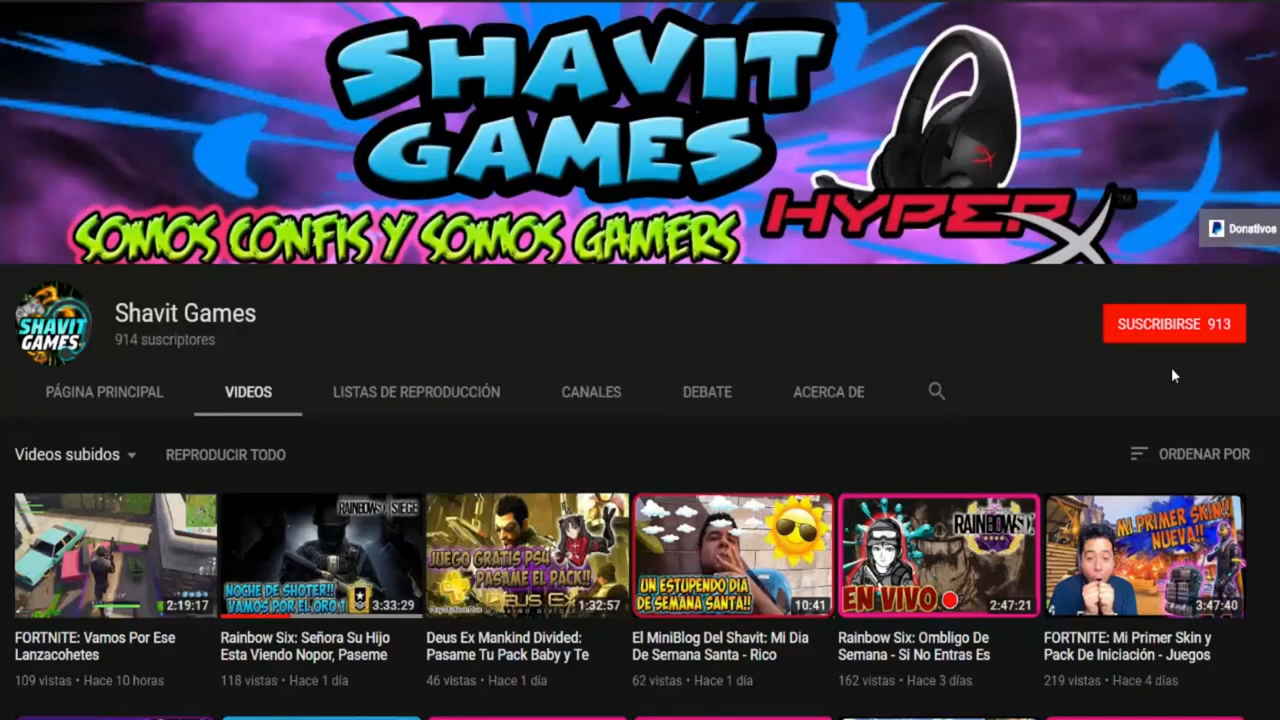 SHAVIT
GAMES
HYPERX
TM
SOMOS CONFIS Y SOMOS GAMERS
Donativos
SHAVIT
GAMES
Shavit Games
914 suscriptores
SUSCRIBIRSE 913
PÁGINA PRINCIPAL VIDEOS LISTAS DE REPRODUCCIÓN CANALES DEBATE ACERCA DE
Videos subidos REPRODUCIR TODO ORDENAR POR
2:19:17
RAINBOW SIX SIEGE
NOCHE DE SHOTER!!
VAMOS POR EL ORO 1
3:33:29
JUEGO GRATIS PS4
PASAME EL PACK!!
DEUS EX
1:32:57
UN ESTUPENDO DIA
DE SEMANA SANTA!!
10:41
RAINBOW SIX
EN VIVO
2:47:21
MI PRIMER SKIN!!
NUEVA!!
3:47:40
FORTNITE: Vamos Por Ese
Lanzacohetes
109 vistas • Hace 10 horas
Rainbow Six: Señora Su Hijo
Esta Viendo Nopor, Paseme
118 vistas • Hace 1 día
Deus Ex Mankind Divided:
Pasame Tu Pack Baby y Te
46 vistas • Hace 1 día
El MiniBlog Del Shavit: Mi Dia
De Semana Santa - Rico
62 vistas • Hace 1 día
Rainbow Six: Ombligo De
Semana - Si No Entras Es
162 vistas • Hace 3 días
FORTNITE: Mi Primer Skin y
Pack De Iniciación - Juegos
219 vistas • Hace 4 días